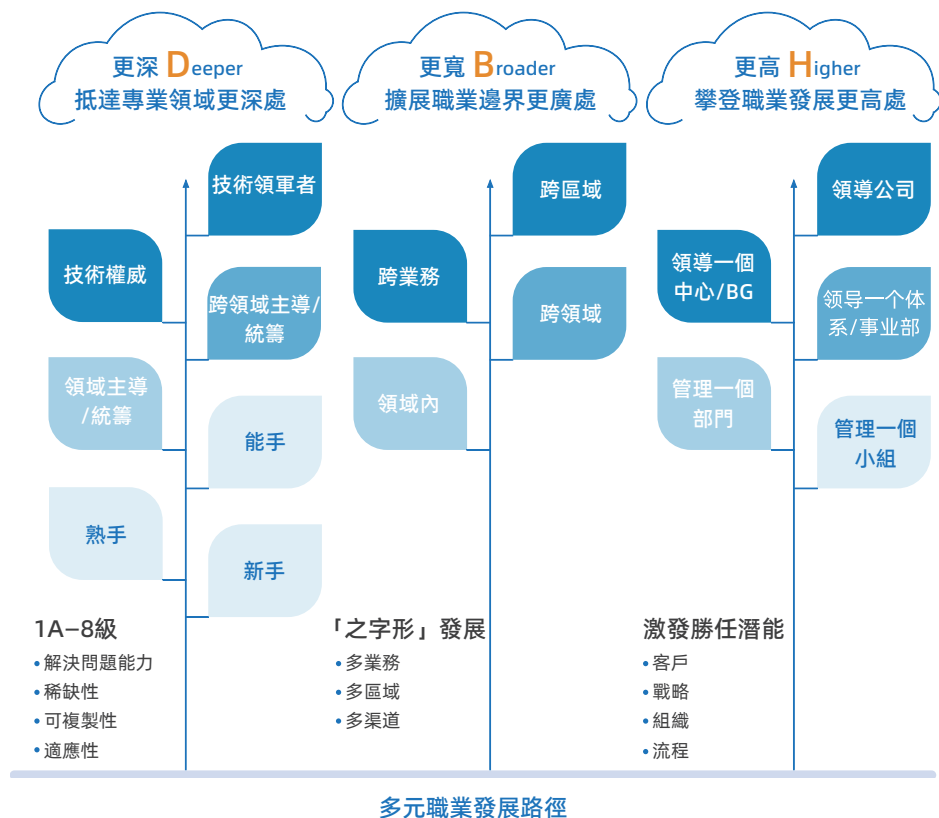 更深 Deeper
抵達專業領域更深處
技術領軍者
技術權威
跨領域主導/
統籌
領域主導
/統籌
能手
熟手
新手
1A–8級
•解決問題能力
•稀缺性
•可複製性
•適應性
更寬 Broader
擴展職業邊界更廣處
跨區域
跨業務
跨領域
領域內
「之字形」發展
•多業務
•多區域
•多渠道
更高 Higher
攀登職業發展更高處
領導公司
領導一個
中心/BG
领导一个体
系/事业部
管理一個
部門
管理一個
小組
激發勝任潛能
•客戶
•戰略
•組織
•流程
多元職業發展路徑